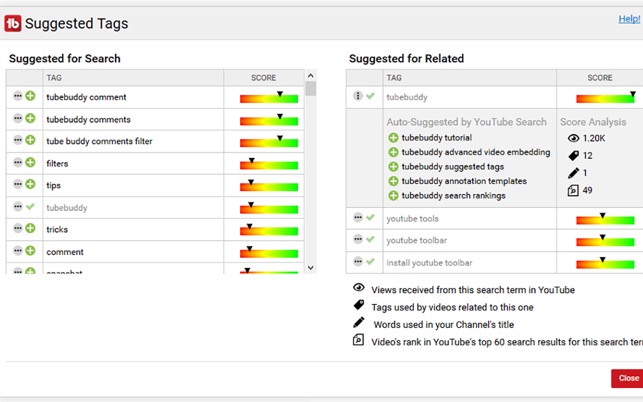 tb Suggested Tags
Help!
Suggested for Search
TAG SCORE
tubebuddy comment
tubebuddy comments
tube buddy comments filter
filters
tips
tubebuddy
tricks
comment
snapchat
Suggested for Related
TAG SCORE
tubebuddy
Auto-Suggested by YouTube Search
tubebuddy tutorial
tubebuddy advanced video embedding
tubebuddy suggested tags
tubebuddy annotation templates
tubebuddy search rankings
Score Analysis
1.20K
12
1
49
youtube tools
youtube toolbar
install youtube toolbar
Views received from this search term in YouTube
Tags used by videos related to this one
Words used in your Channel's title
Video's rank in YouTube's top 60 search results for this search ter
Close